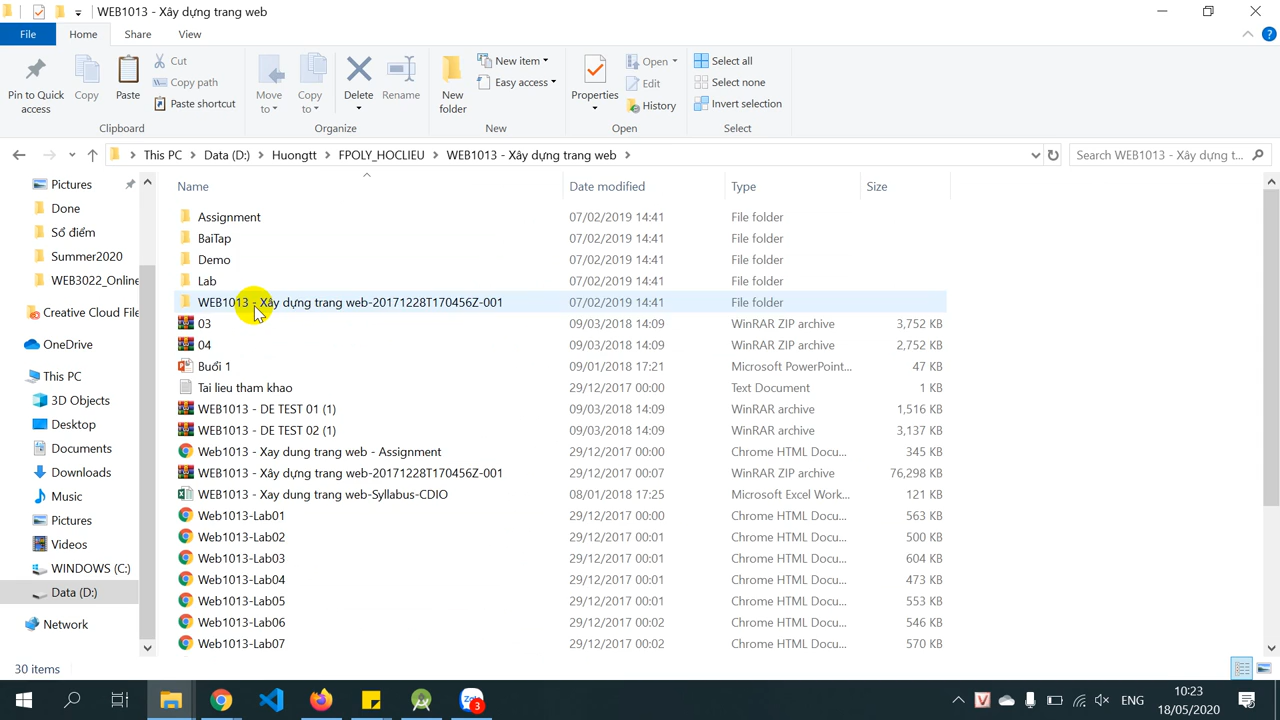 WEB1013 - Xây dựng trang web
File Home Share View
Pin to Quick access
Copy
Paste
Cut
Copy path
Paste shortcut
Clipboard
Move to
Copy to
Delete
Rename
Organize
New folder
New item
Easy access
New
Properties
Open
Edit
History
Open
Select all
Select none
Invert selection
Select
This PC > Data (D:) > Huongtt > FPOLY_HOCLIEU > WEB1013 - Xây dựng trang web >
Search WEB1013 - Xây dựng t...
Pictures
Done
Sổ điểm
Summer2020
WEB3022_Online
Creative Cloud File
OneDrive
This PC
3D Objects
Desktop
Documents
Downloads
Music
Pictures
Videos
WINDOWS (C:)
Data (D:)
Network
Name Date modified Type Size
Assignment 07/02/2019 14:41 File folder
BaiTap 07/02/2019 14:41 File folder
Demo 07/02/2019 14:41 File folder
Lab 07/02/2019 14:41 File folder
WEB1013 - Xây dựng trang web-20171228T170456Z-001 07/02/2019 14:41 File folder
03 09/03/2018 14:09 WinRAR ZIP archive 3,752 KB
04 09/03/2018 14:09 WinRAR ZIP archive 2,752 KB
Buổi 1 09/01/2018 17:21 Microsoft PowerPoint... 47 KB
Tai lieu tham khao 29/12/2017 00:00 Text Document 1 KB
WEB1013 - DE TEST 01 (1) 09/03/2018 14:09 WinRAR archive 1,516 KB
WEB1013 - DE TEST 02 (1) 09/03/2018 14:09 WinRAR archive 3,137 KB
Web1013 - Xay dung trang web - Assignment 29/12/2017 00:00 Chrome HTML Docu... 345 KB
WEB1013 - Xây dựng trang web-20171228T170456Z-001 29/12/2017 00:07 WinRAR ZIP archive 76,298 KB
WEB1013 - Xay dung trang web-Syllabus-CDIO 08/01/2018 17:25 Microsoft Excel Work... 121 KB
Web1013-Lab01 29/12/2017 00:00 Chrome HTML Docu... 563 KB
Web1013-Lab02 29/12/2017 00:01 Chrome HTML Docu... 500 KB
Web1013-Lab03 29/12/2017 00:01 Chrome HTML Docu... 604 KB
Web1013-Lab04 29/12/2017 00:01 Chrome HTML Docu... 473 KB
Web1013-Lab05 29/12/2017 00:01 Chrome HTML Docu... 553 KB
Web1013-Lab06 29/12/2017 00:02 Chrome HTML Docu... 546 KB
Web1013-Lab07 29/12/2017 00:02 Chrome HTML Docu... 570 KB
30 items
3
V
ENG
10:23
18/05/2020